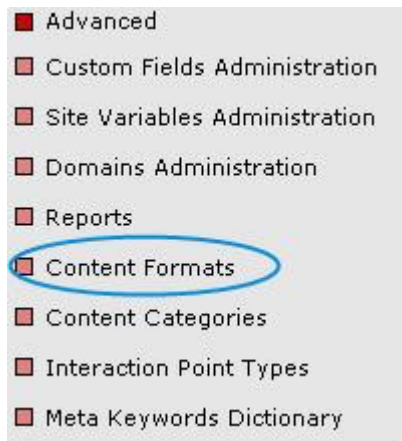 Advanced
Custom Fields Administration
Site Variables Administration
Domains Administration
Reports
Content Formats
Content Categories
Interaction Point Types
Meta Keywords Dictionary